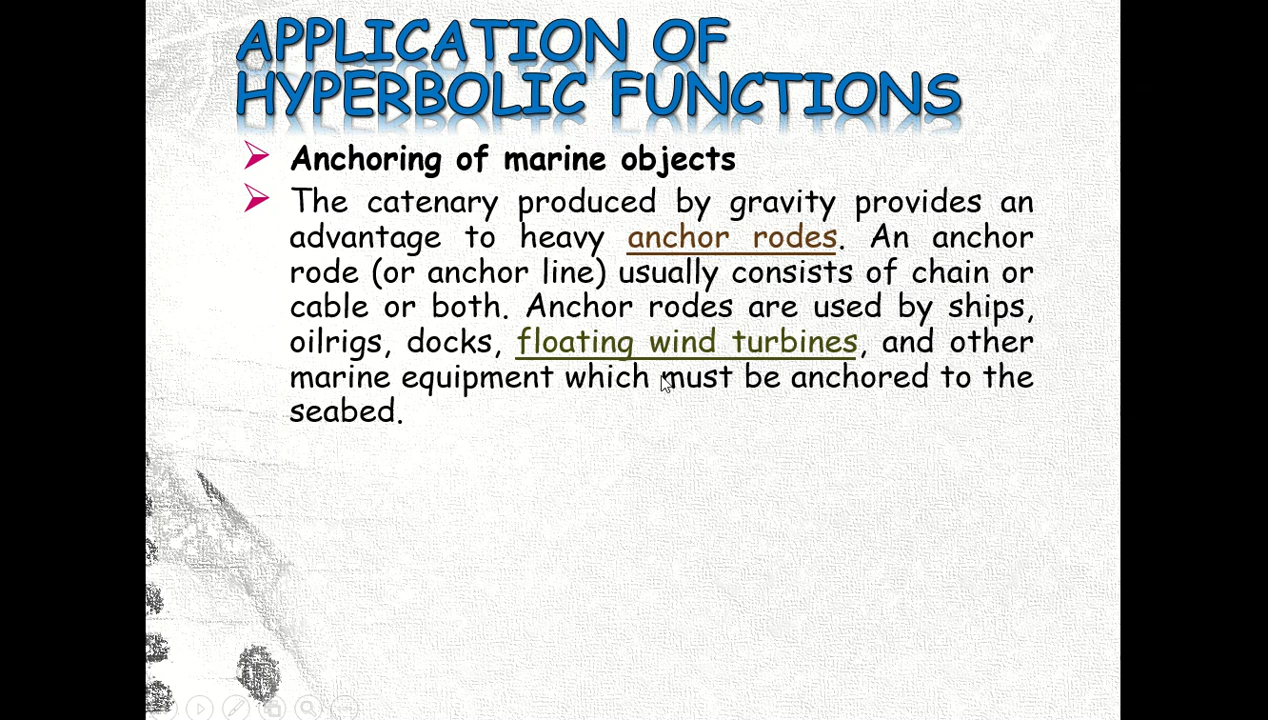 APPLICATION OF
HYPERBOLIC FUNCTIONS
Anchoring of marine objects
The catenary produced by gravity provides an
advantage to heavy anchor rodes. An anchor
rode (or anchor line) usually consists of chain or
cable or both. Anchor rodes are used by ships,
oilrigs, docks, floating wind turbines, and other
marine equipment which must be anchored to the
seabed.